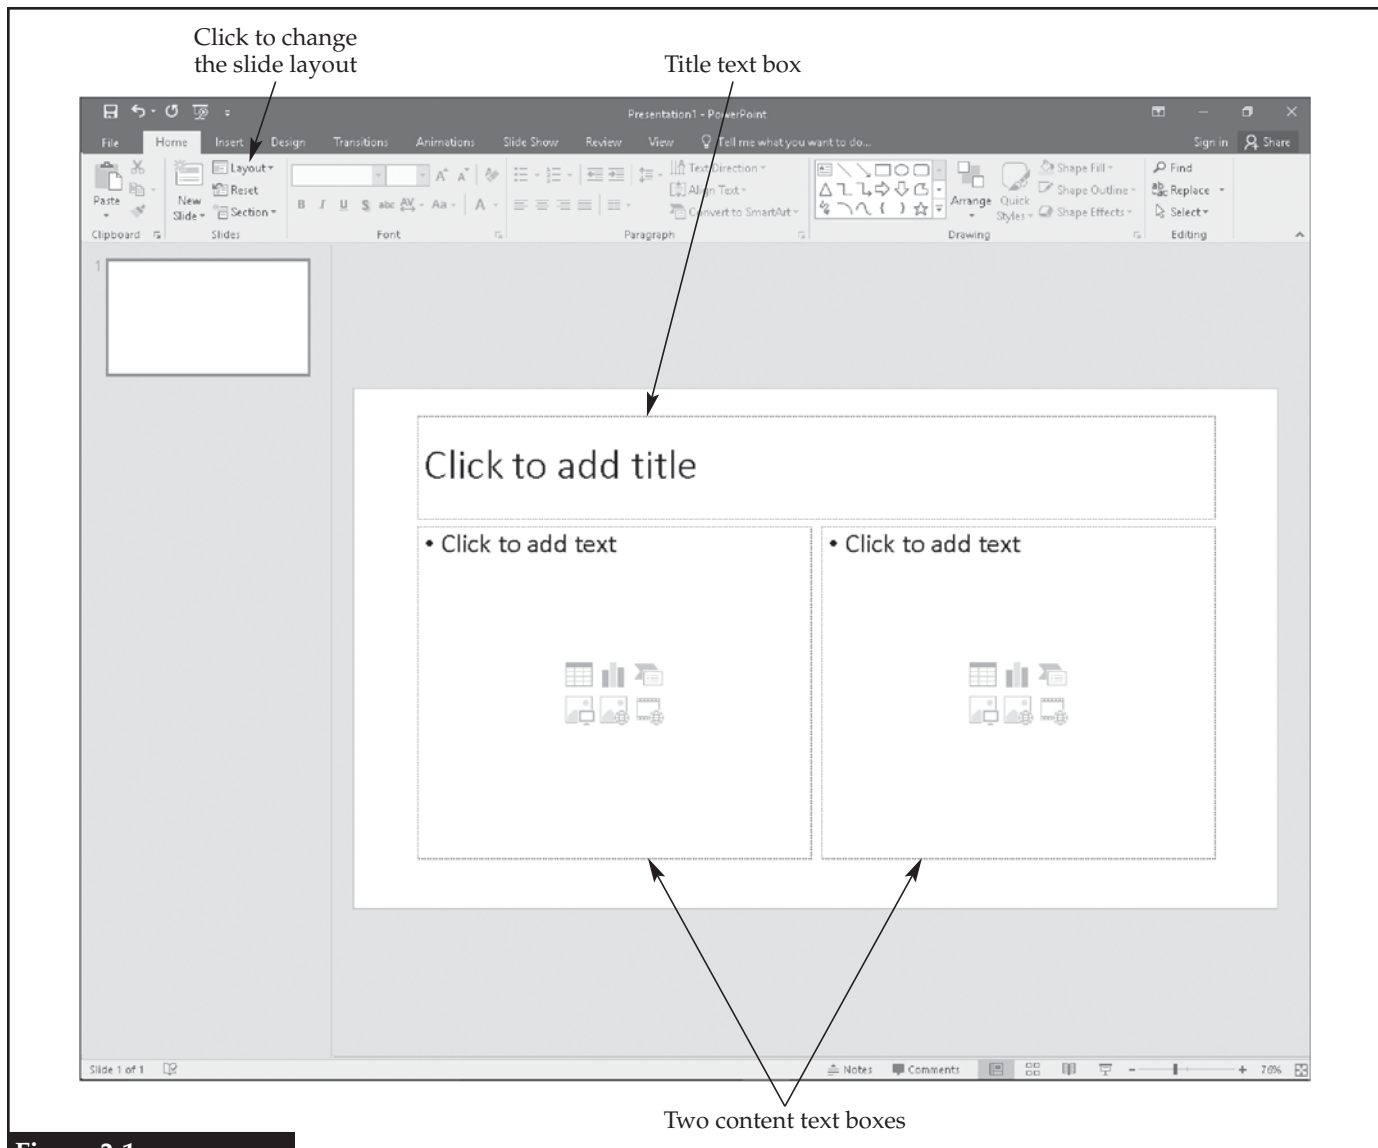 Click to change
the slide layout
Title text box
Presentation1 - PowerPoint
File Home Insert Design Transitions Animations Slide Show Review View Tell me what you want to do... Sign in Share
Paste
New
Slide
Layout
Reset
Section
B I U S abc AV Aa A
A A
Text Direction
Align Text
Convert to SmartArt
Arrange
Quick
Styles
Shape Fill
Shape Outline
Shape Effects
Find
Replace
Select
Clipboard Slides Font Paragraph Drawing Editing
1
Click to add title
• Click to add text
• Click to add text
Slide 1 of 1 Notes Comments - + 76%
Two content text boxes